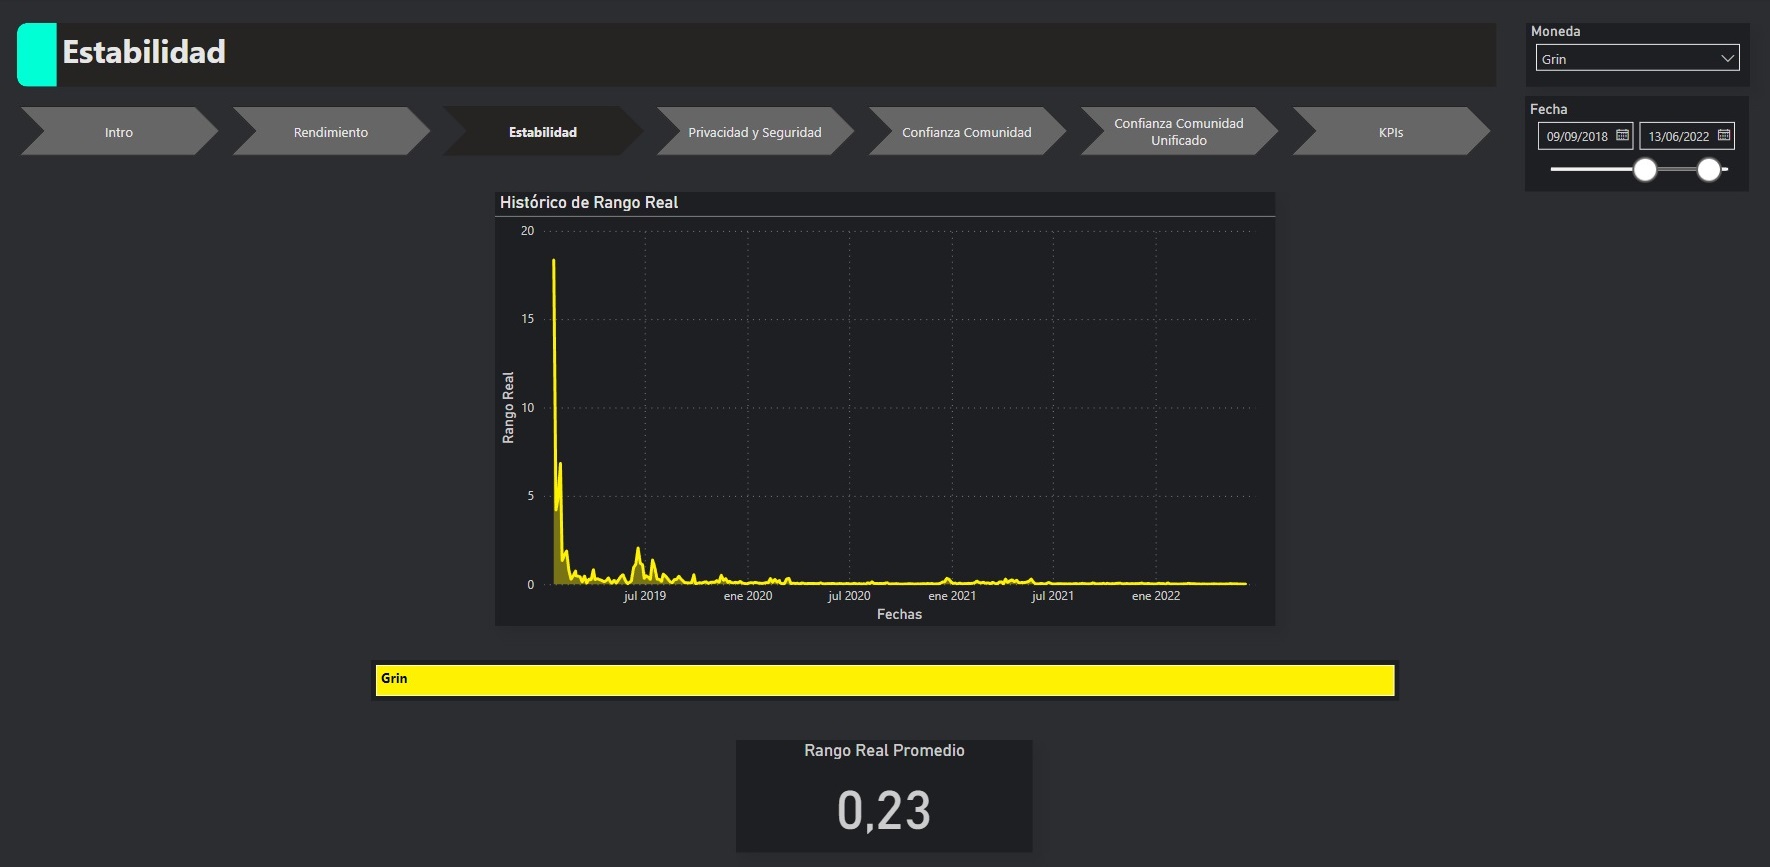 Estabilidad
Moneda
Grin
Fecha
09/09/2018
13/06/2022
Intro
Rendimiento
Estabilidad
Privacidad y Seguridad
Confianza Comunidad
Confianza Comunidad
Unificado
KPIs
Histórico de Rango Real
20
15
10
5
0
Rango Real
jul 2019
ene 2020
jul 2020
ene 2021
jul 2021
ene 2022
Fechas
Grin
Rango Real Promedio
0,23